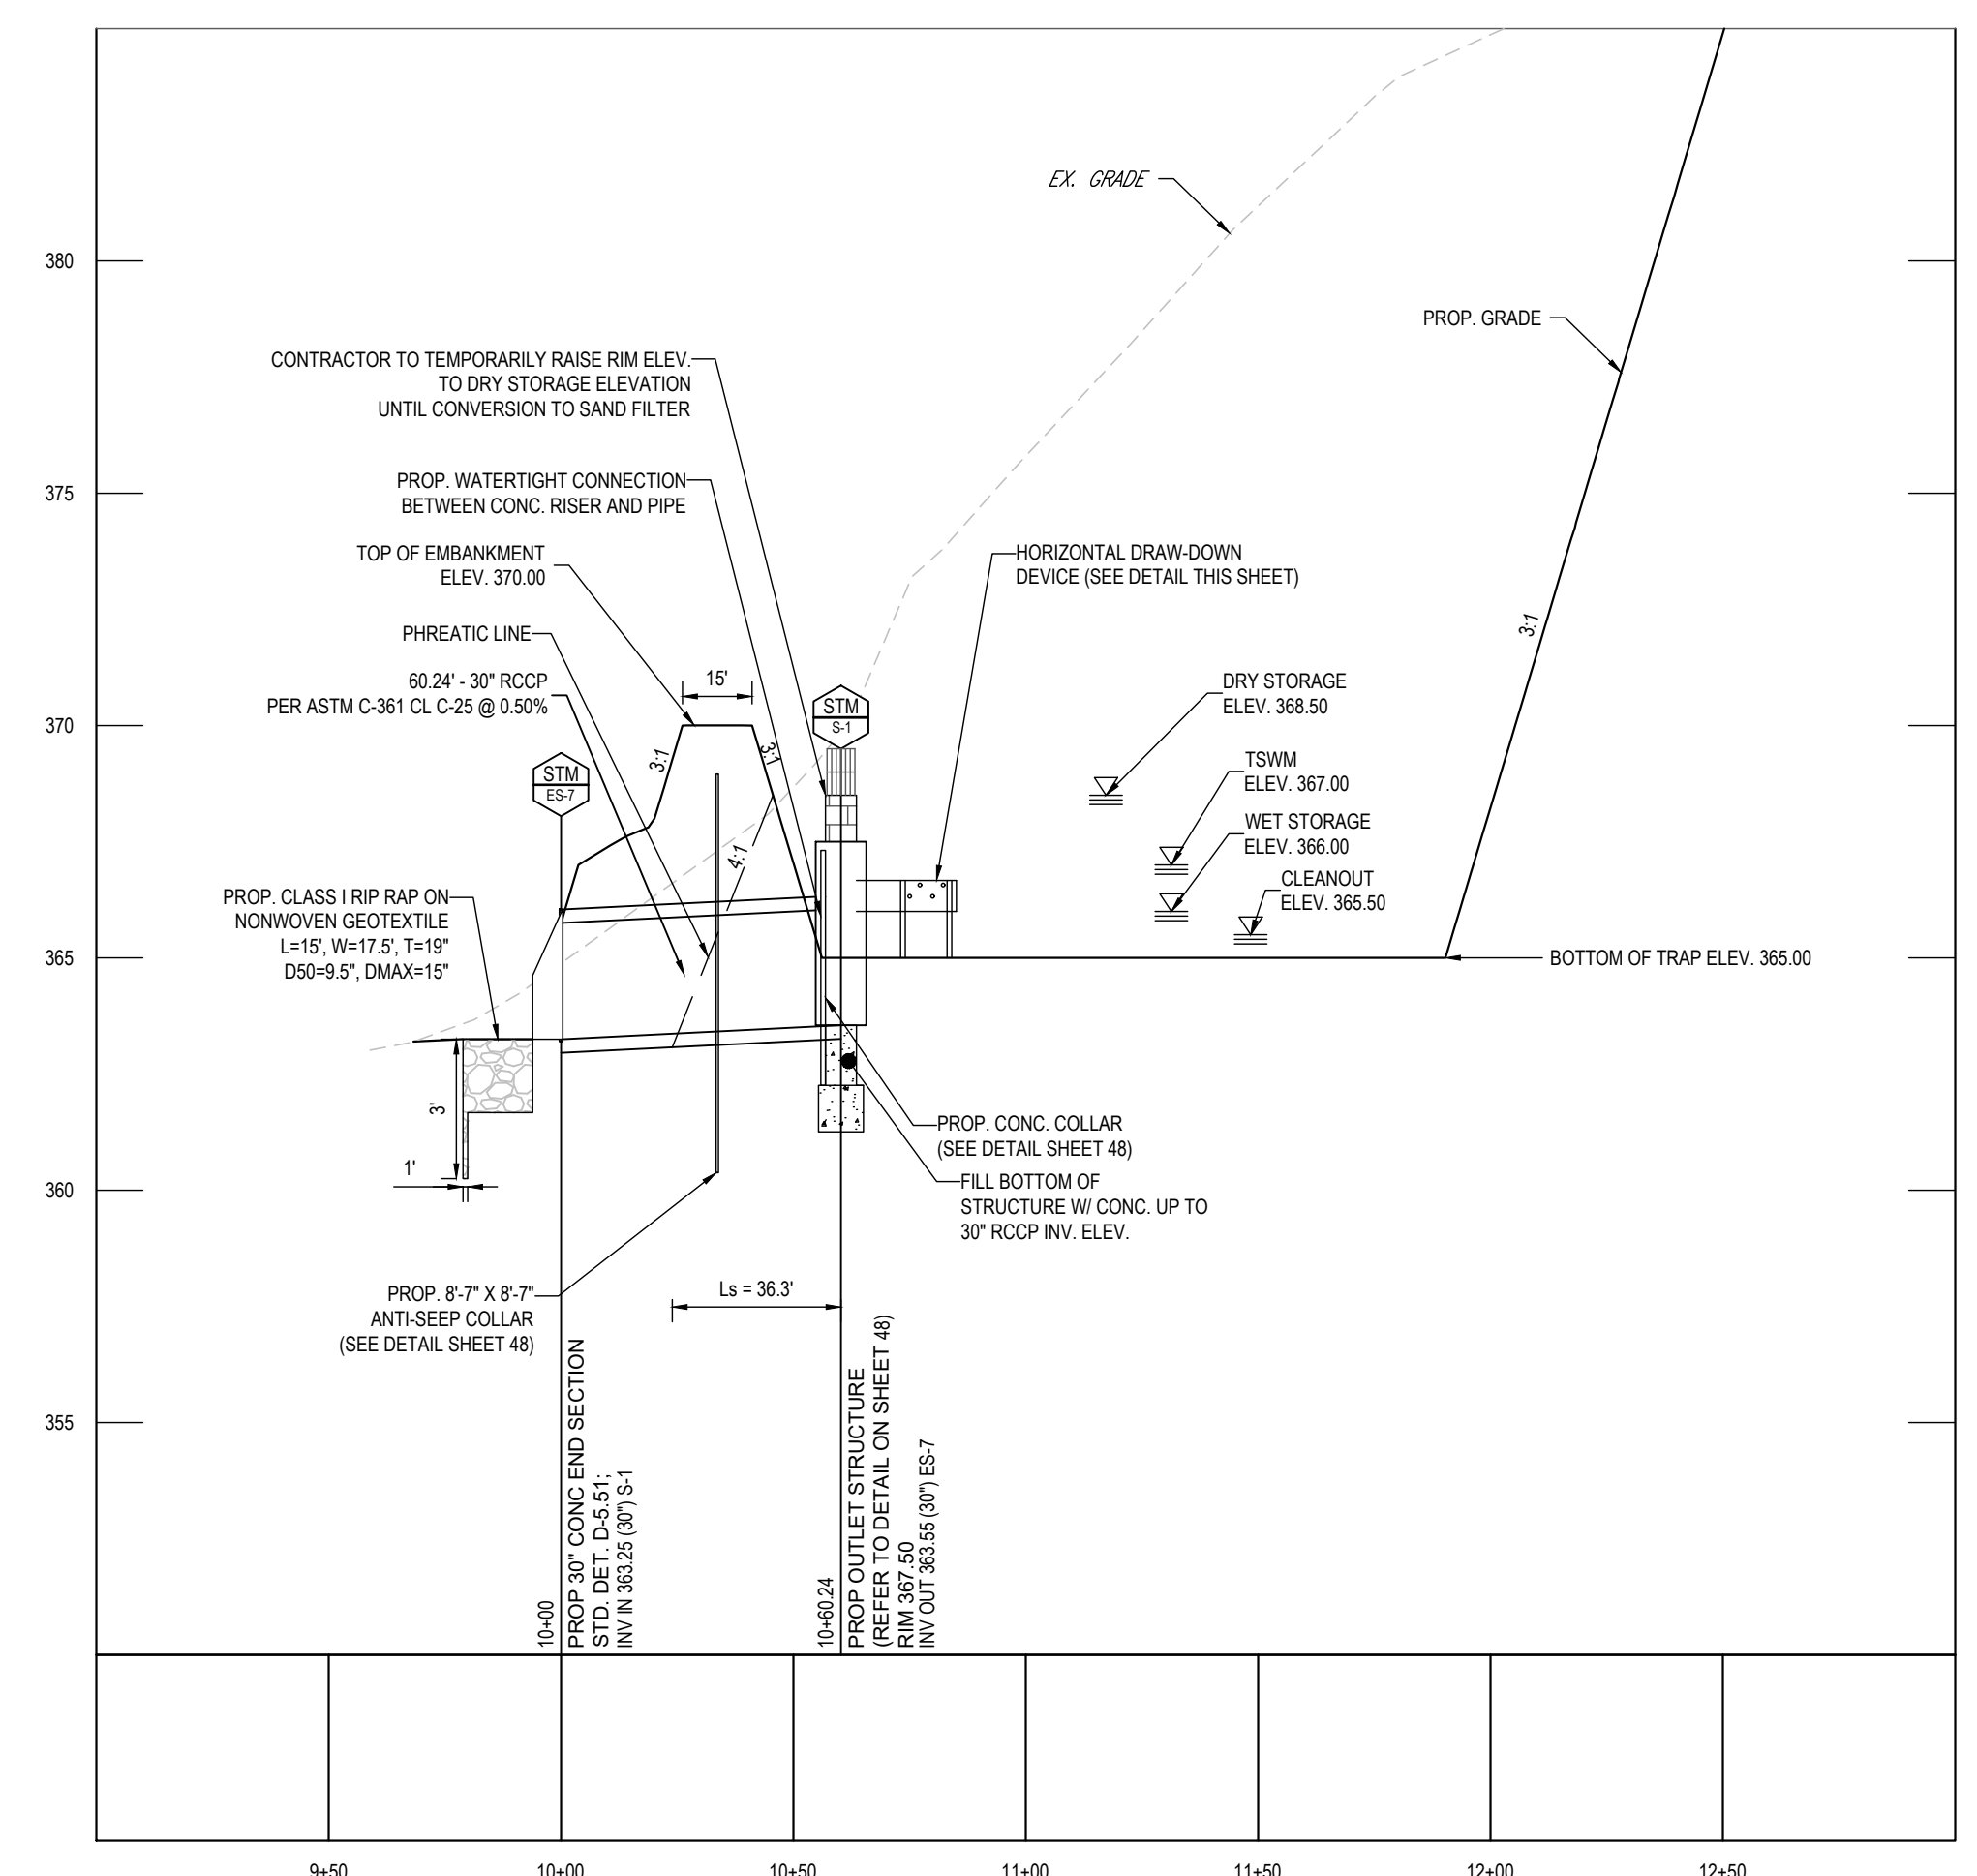 EX. GRADE
380
PROP. GRADE
CONTRACTOR TO TEMPORARILY RAISE RIM ELEV.
TO DRY STORAGE ELEVATION
UNTIL CONVERSION TO SAND FILTER
375
PROP. WATERTIGHT CONNECTION
BETWEEN CONC. RISER AND PIPE
TOP OF EMBANKMENT
ELEV. 370.00
HORIZONTAL DRAW-DOWN
DEVICE (SEE DETAIL THIS SHEET)
PHREATIC LINE
3:1
60.24' - 30" RCCP
PER ASTM C-361 CL C-25 @ 0.50%
15'
STM
S-1
DRY STORAGE
ELEV. 368.50
370
3:1
3:1
STM
ES-7
TSWM
ELEV. 367.00
WET STORAGE
ELEV. 366.00
4:1
CLEANOUT
ELEV. 365.50
PROP. CLASS I RIP RAP ON
NONWOVEN GEOTEXTILE
L=15', W=17.5', T=19"
D50=9.5", DMAX=15"
365
BOTTOM OF TRAP ELEV. 365.00
3'
1'
PROP. CONC. COLLAR
(SEE DETAIL SHEET 48)
FILL BOTTOM OF
STRUCTURE W/ CONC. UP TO
30" RCCP INV. ELEV.
360
PROP. 8'-7" X 8'-7"
ANTI-SEEP COLLAR
(SEE DETAIL SHEET 48)
Ls = 36.3'
355
10+00
PROP 30" CONC END SECTION
STD. DET. D-5.51;
INV IN 363.25 (30") S-1
10+60.24
PROP OUTLET STRUCTURE
(REFER TO DETAIL ON SHEET 48)
RIM 367.50
INV OUT 363.55 (30") ES-7
9+50
10+00
10+50
11+00
11+50
12+00
12+50